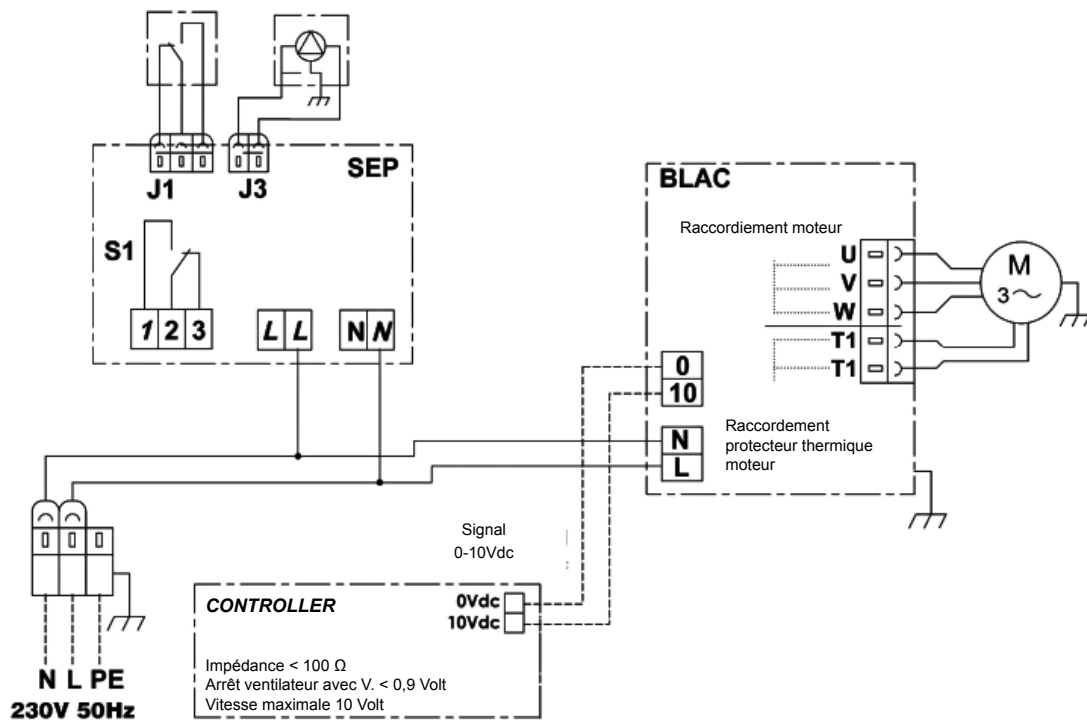 SEP
J1
J3
S1
1 2 3
L L
N N
BLAC
Raccordiement moteur
U
V
W
T1
T1
M
3~
0
10
N
L
Raccordement
protecteur thermique
moteur
Signal
0-10Vdc
CONTROLLER
0Vdc
10Vdc
Impédance < 100 Ω
Arrêt ventilateur avec V. < 0,9 Volt
Vitesse maximale 10 Volt
N L PE
230V 50Hz